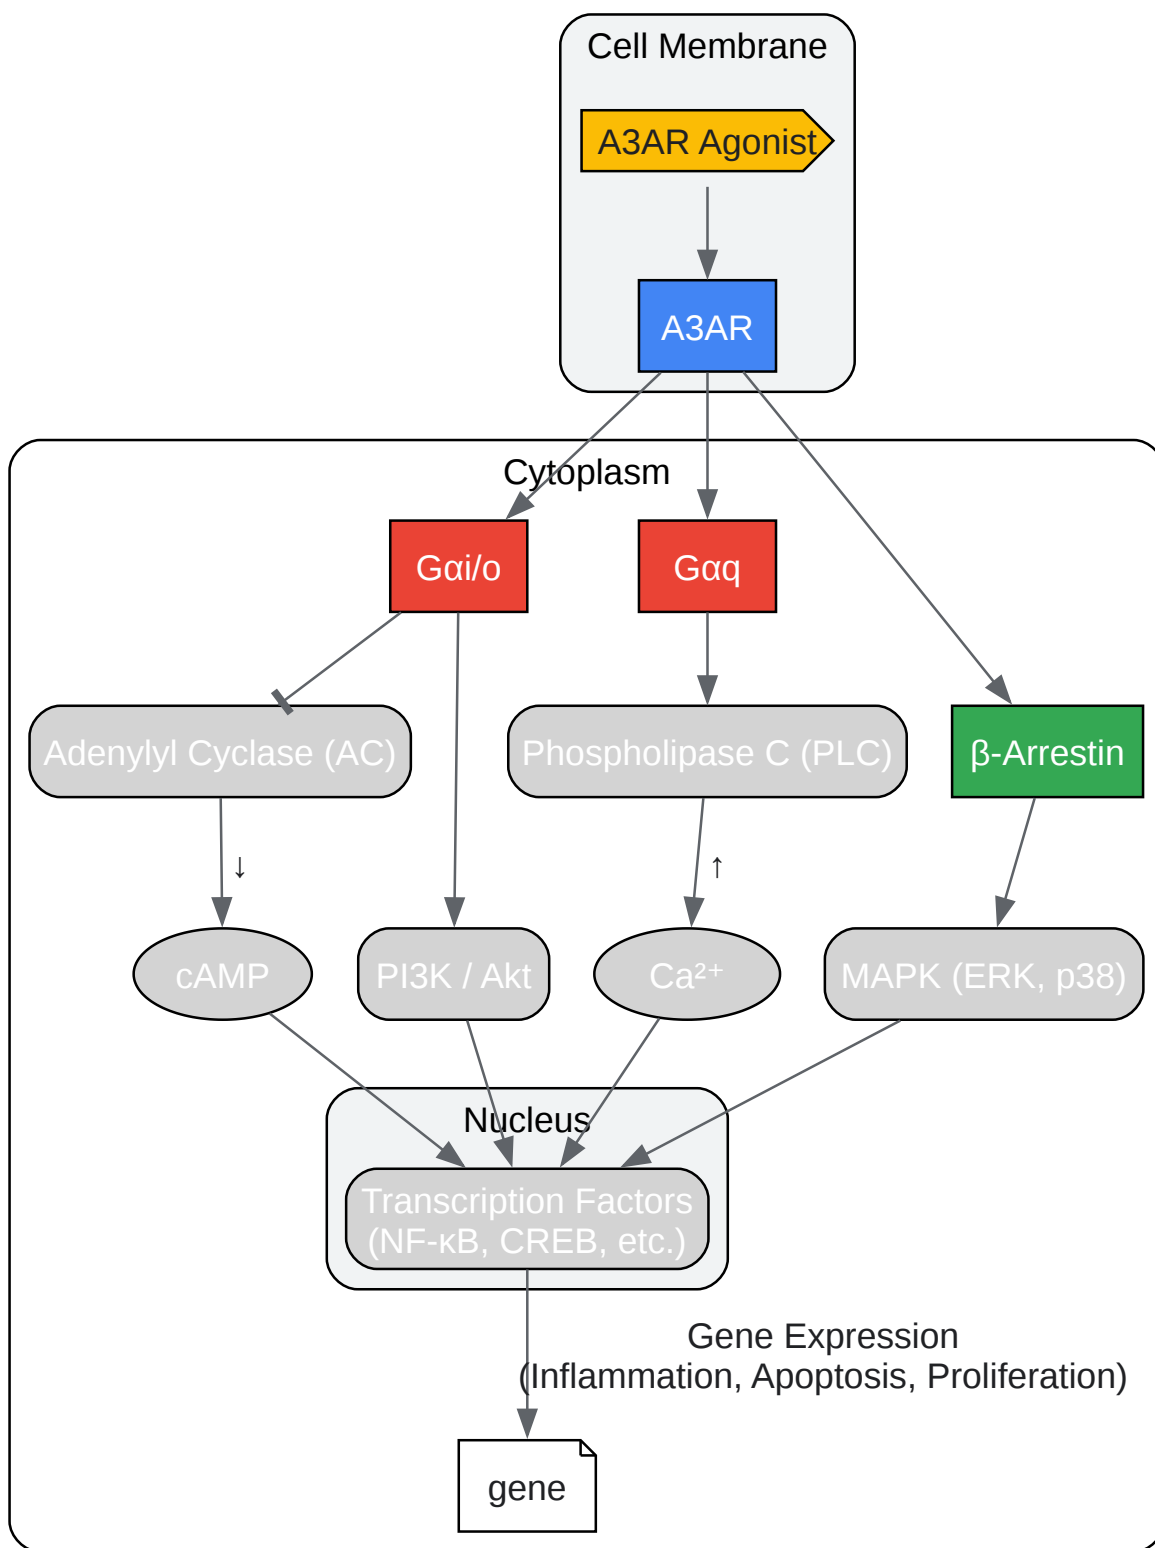 Cell Membrane
A3AR Agonist
A3AR
Cytoplasm
Gαi/o
Gαq
Adenylyl Cyclase (AC)
Phospholipase C (PLC)
β-Arrestin
↓
↑
cAMP
PI3K / Akt
Ca²⁺
MAPK (ERK, p38)
Nucleus
Transcription Factors
(NF-κB, CREB, etc.)
Gene Expression
(Inflammation, Apoptosis, Proliferation)
gene